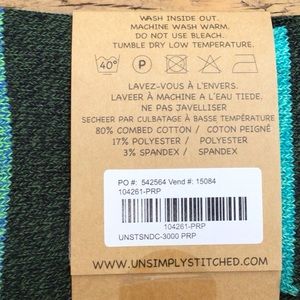 WASH INSIDE OUT.
MACHINE WASH WARM.
DO NOT USE BLEACH.
TUMBLE DRY LOW TEMPERATURE.
40° P
LAVEZ-VOUS À L'ENVERS.
LAVEER À MACHINE A L'EAU TIEDE.
NE PAS JAVELLISER
SECHEER PAR CULBATAGE À BASSE TEMPÉRATURE
80% COMBED COTTON / COTON PEIGNÉ
17% POLYESTER / POLYESTER
3% SPANDEX / SPANDEX
PO #: 542564 Vend #: 15084
104261-PRP
104261-PRP
UNSTSNDC-3000 PRP
WWW.UNSIMPLYSTITCHED.COM